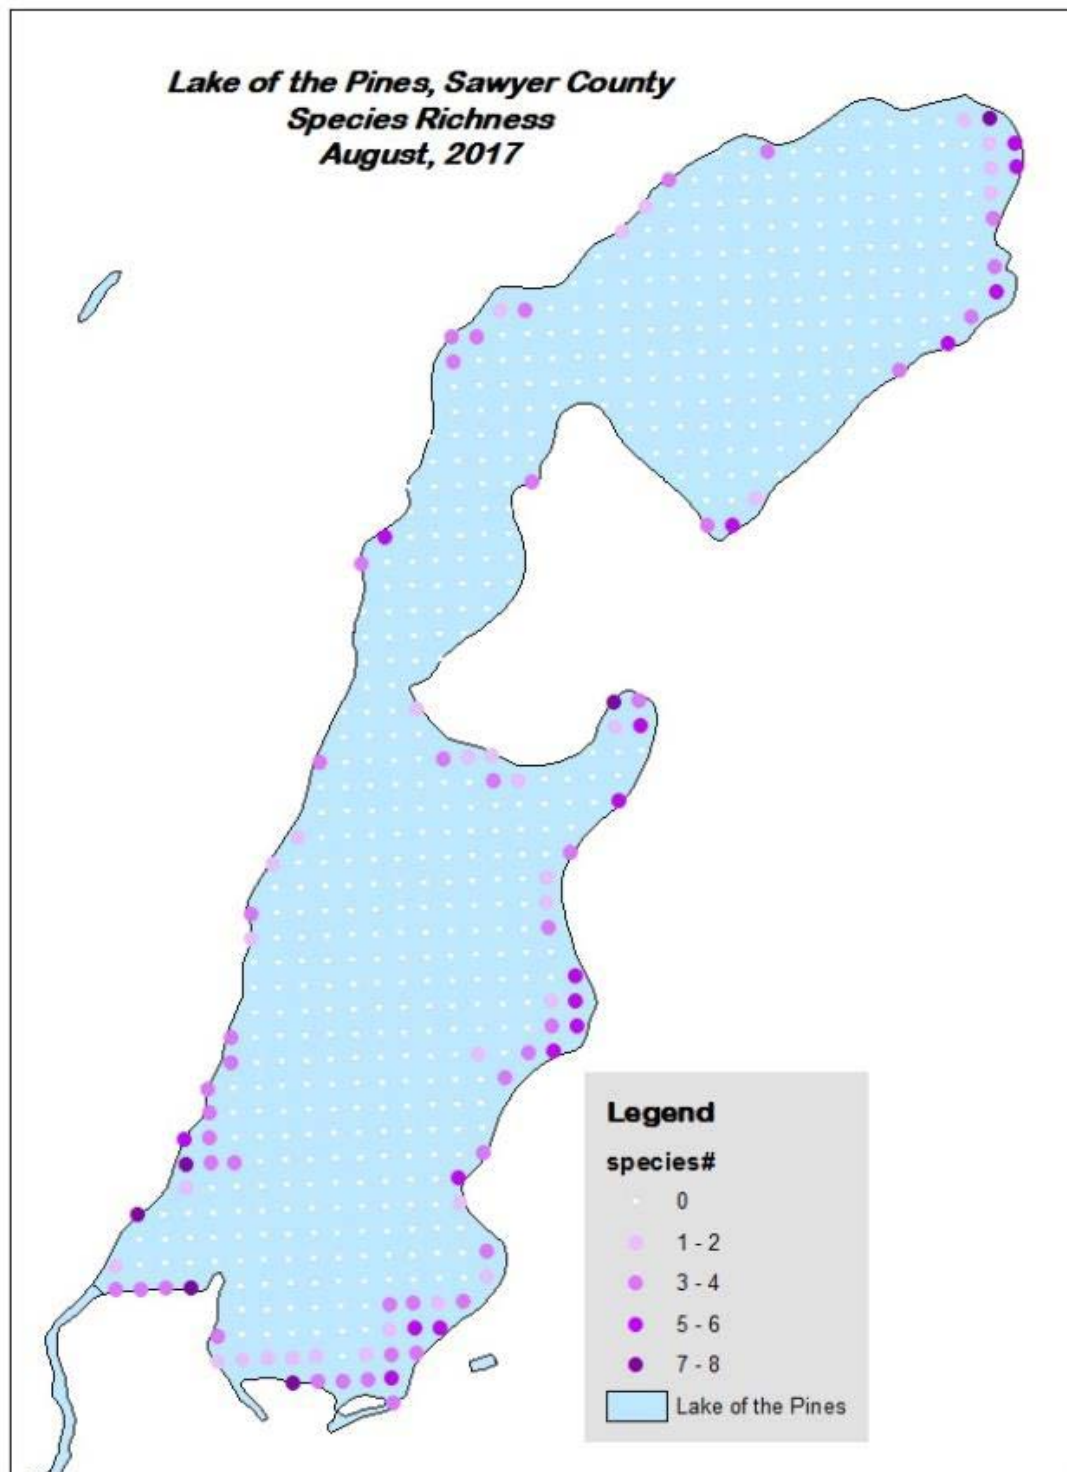 Lake of the Pines, Sawyer County
Species Richness
August, 2017
Legend
species#
0
1 - 2
3 - 4
5 - 6
7 - 8
Lake of the Pines